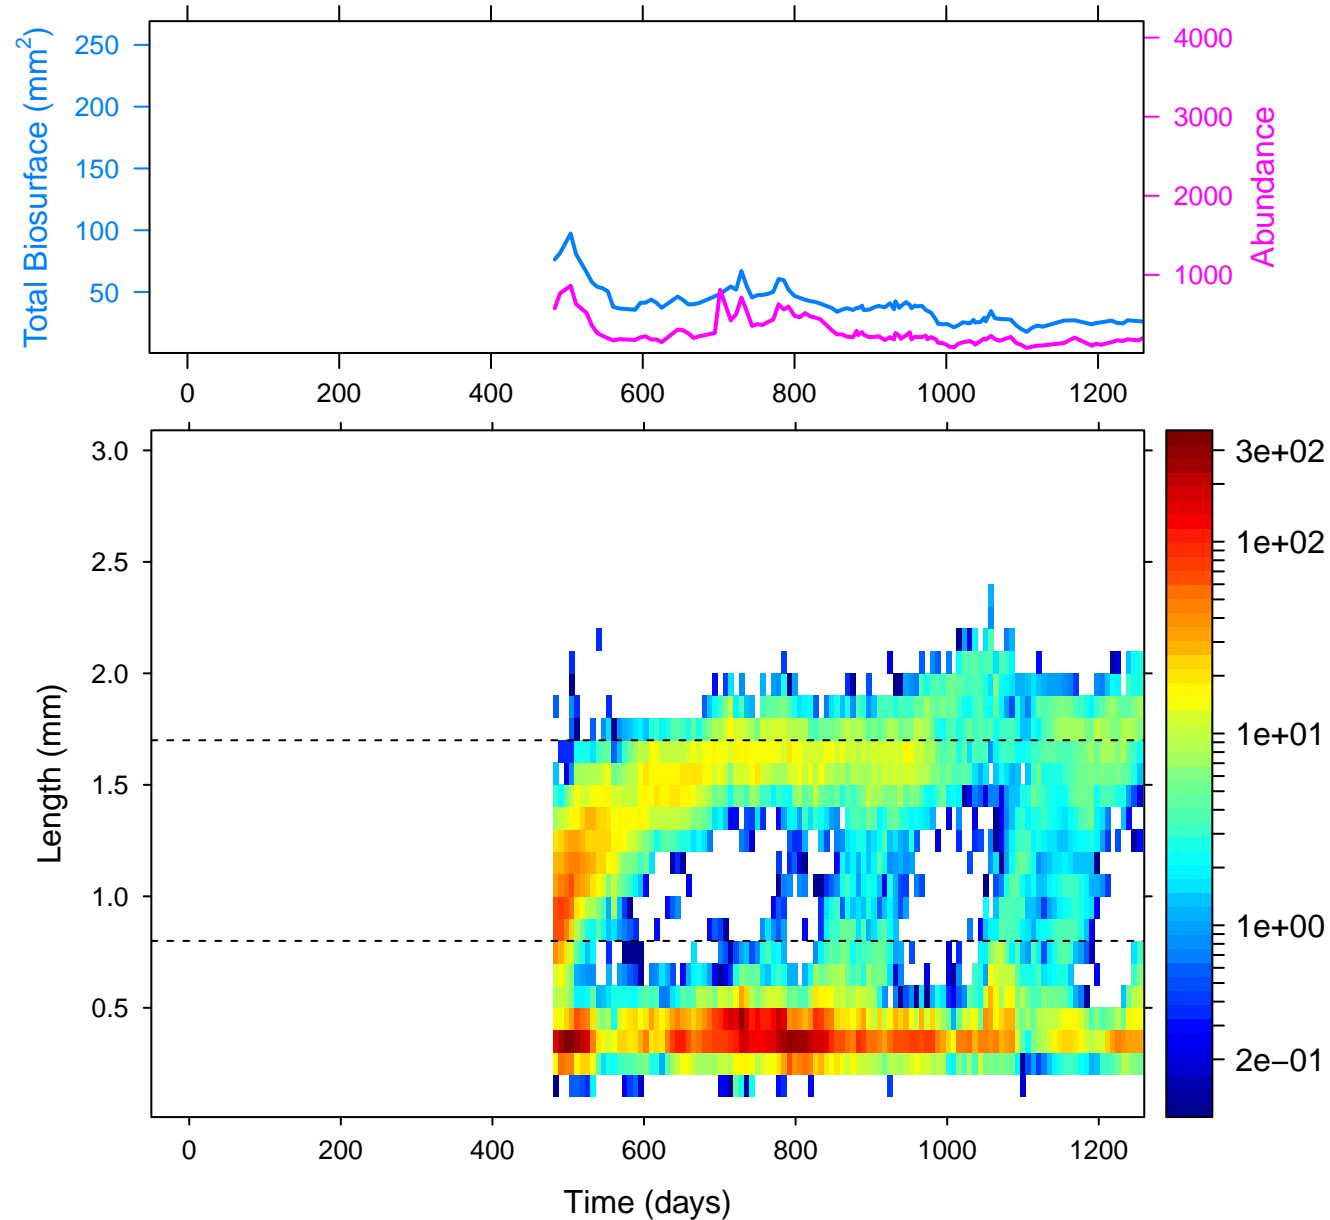 Total Biosurface (mm²)
250
200
150
100
50
4000
3000
2000
1000
Abundance
0 200 400 600 800 1000 1200
Length (mm)
3.0
2.5
2.0
1.5
1.0
0.5
3e+02
1e+02
1e+01
1e+00
2e−01
0 200 400 600 800 1000 1200
Time (days)